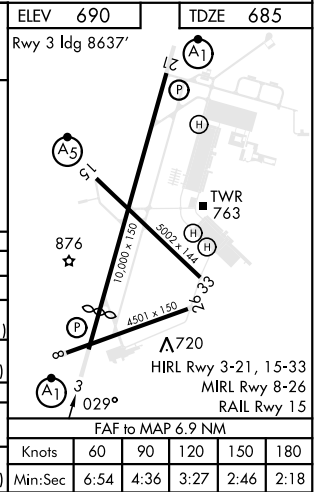 ELEV 690
TDZE 685
Rwy 3 ldg 8637'
21
A1
P
H
A5
15
TWR
763
876
10,000 x 150
5002 x 144
H
H
33
26
4501 x 150
P
8
720
HIRL Rwy 3-21, 15-33
MIRL Rwy 8-26
RAIL Rwy 15
A1
3
029°
FAF to MAP 6.9 NM
Knots 60 90 120 150 180
Min:Sec 6:54 4:36 3:27 2:46 2:18